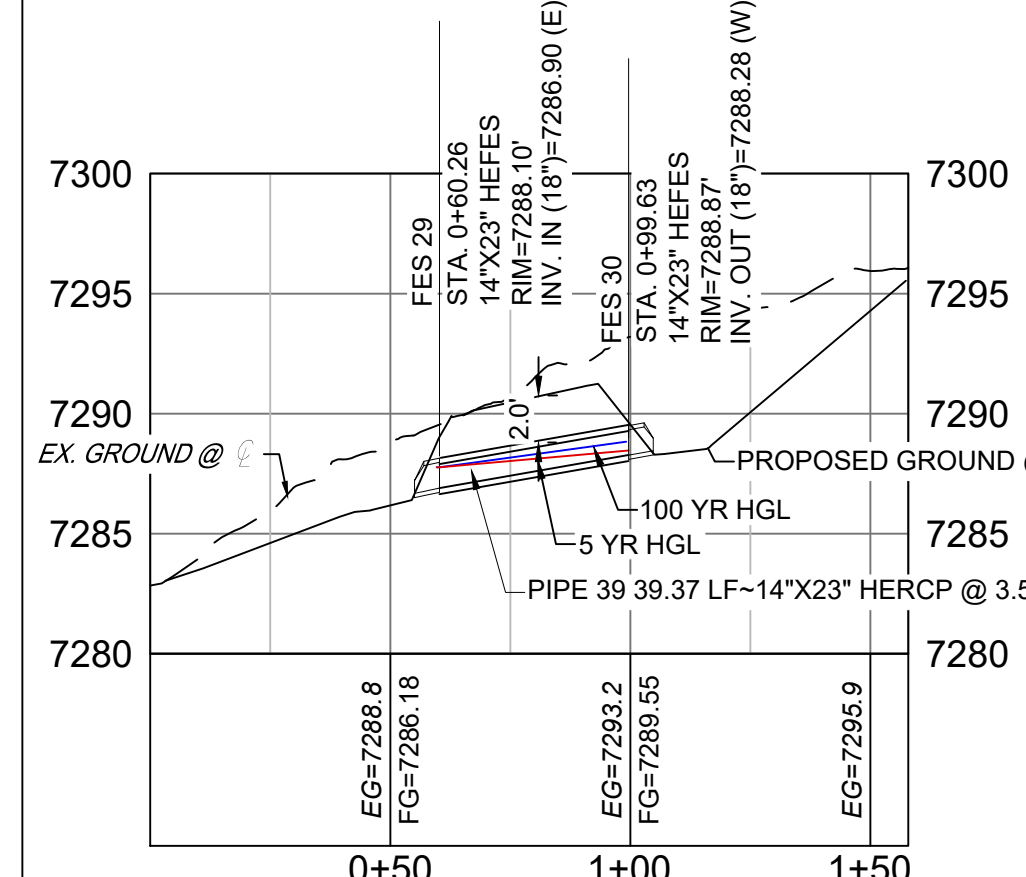 FES 29
STA. 0+60.26
14"X23" HEFES
RIM=7288.10'
INV. IN (18")=7286.90 (E)
FES 30
STA. 0+99.63
14"X23" HEFES
RIM=7288.87'
INV. OUT (18")=7288.28 (W)
7300
7300
7295
7295
7290
7290
2.0'
EX. GROUND @ ℄
PROPOSED GROUND
100 YR HGL
7285
7285
5 YR HGL
PIPE 39 39.37 LF~14"X23" HERCP @ 3.5
7280
7280
EG=7288.8
FG=7286.18
EG=7293.2
FG=7289.55
EG=7295.9
0+50
1+00
1+50